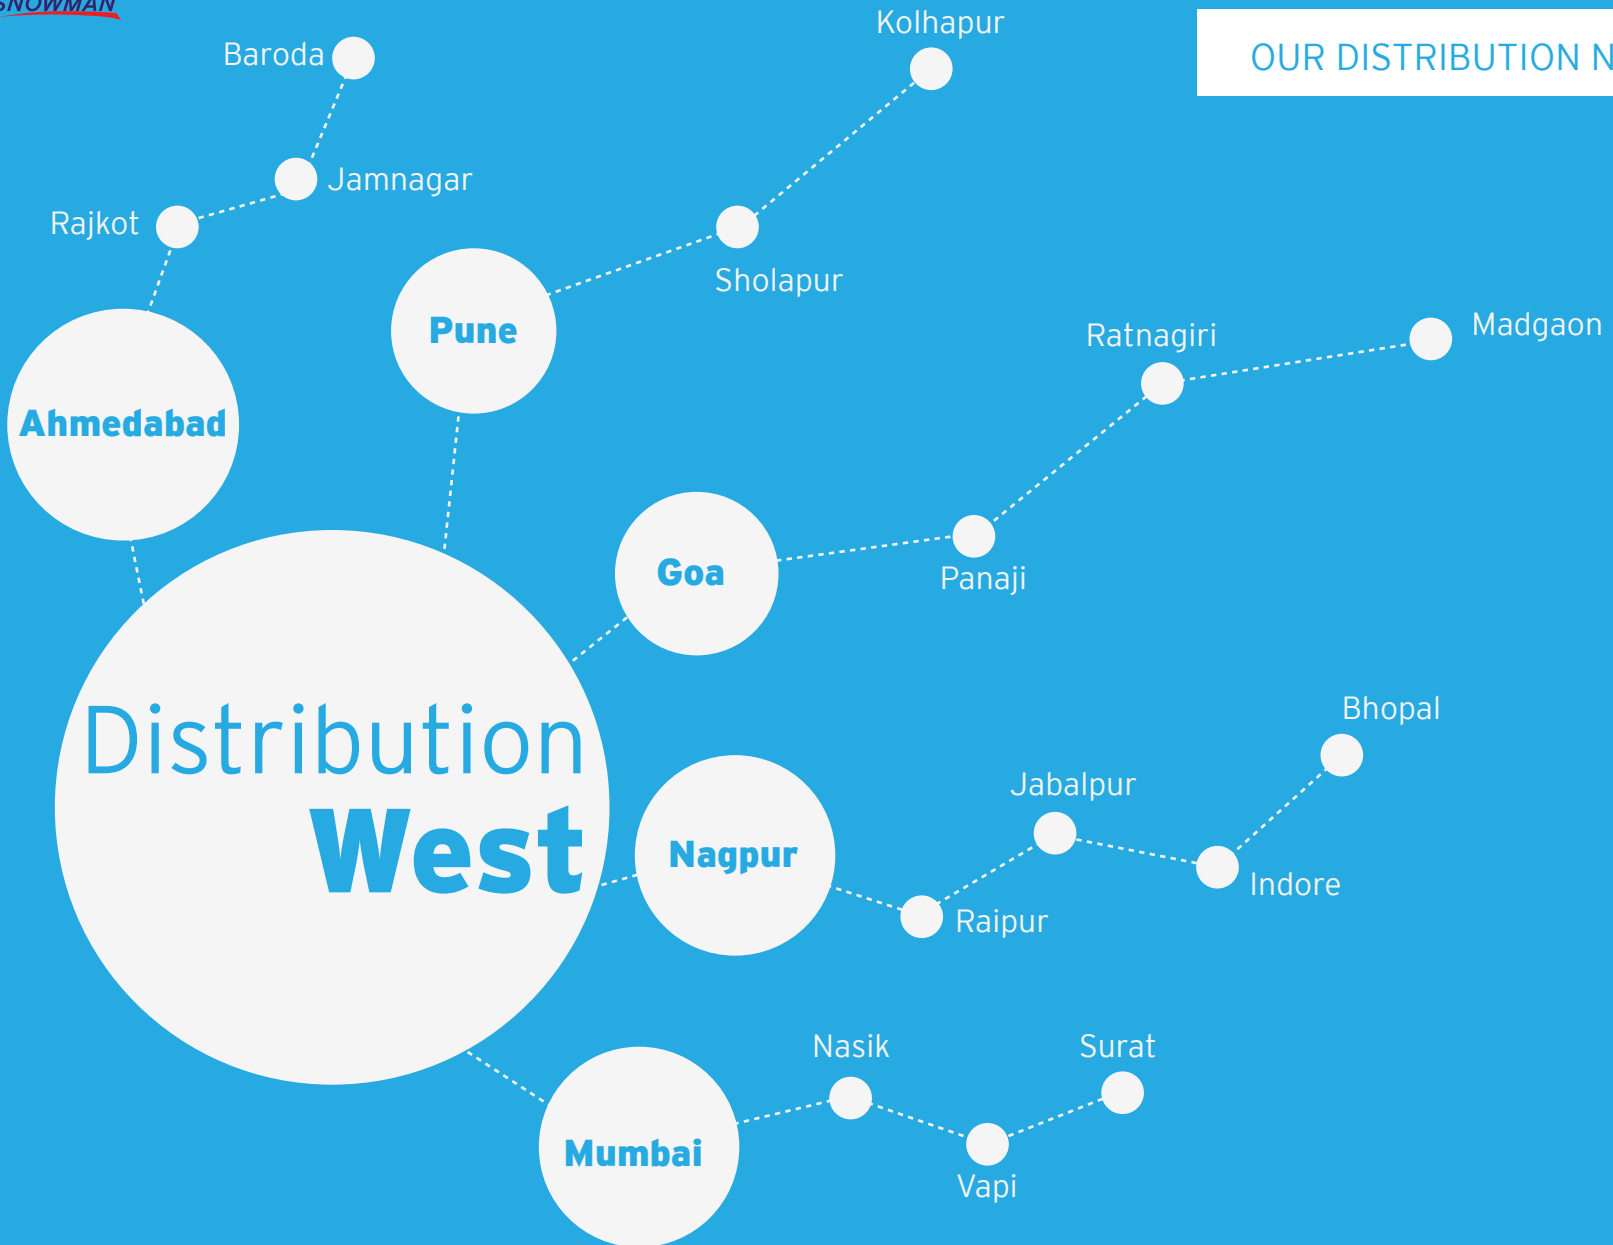 SNOWMAN
OUR DISTRIBUTION N
Kolhapur
Baroda
Jamnagar
Rajkot
Sholapur
Pune
Ratnagiri
Madgaon
Ahmedabad
Goa
Panaji
Distribution
West
Bhopal
Jabalpur
Nagpur
Indore
Raipur
Nasik
Surat
Mumbai
Vapi